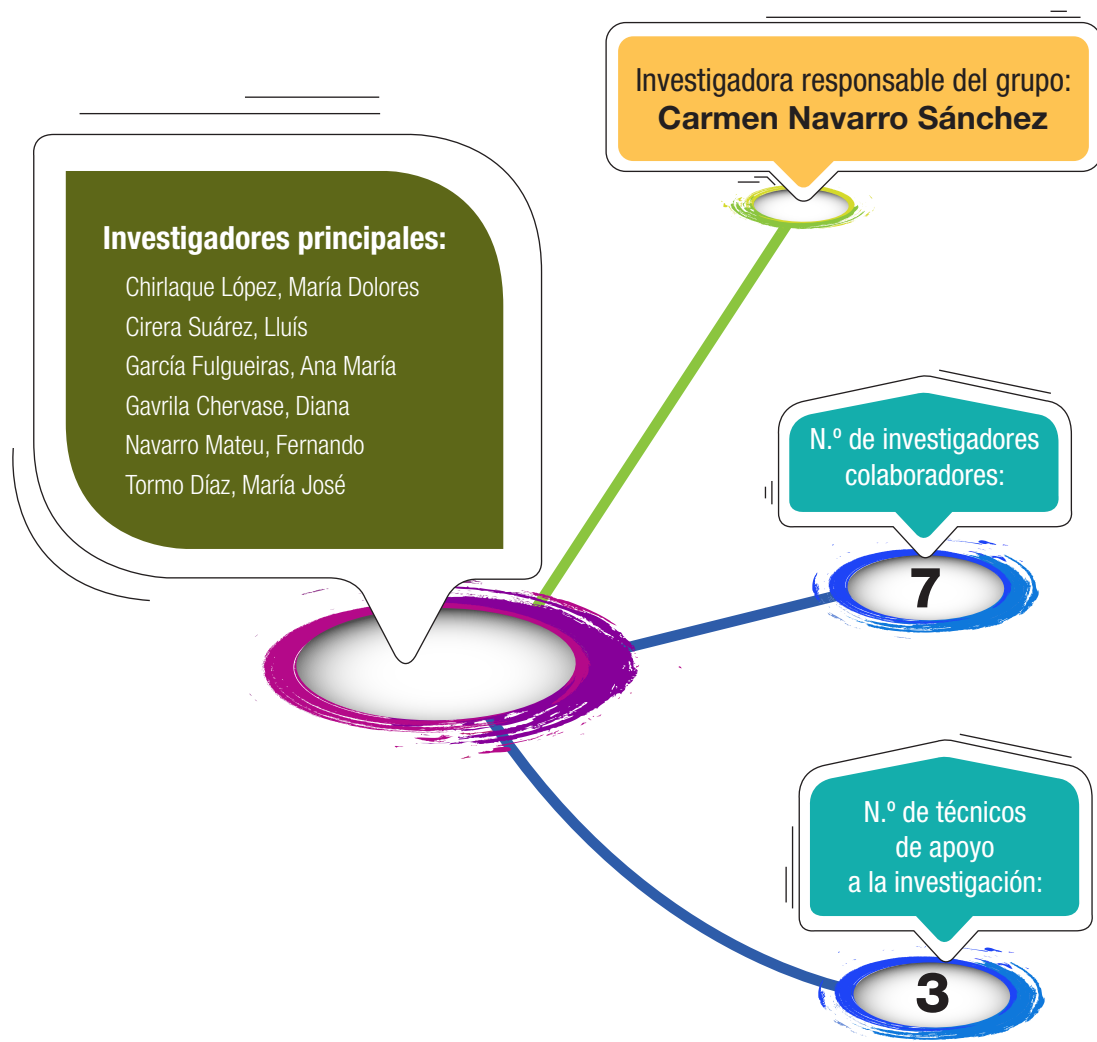 Investigadora responsable del grupo:
Carmen Navarro Sánchez
Investigadores principales:
Chirlaque López, María Dolores
Cirera Suárez, Lluís
García Fulgueiras, Ana María
Gavrila Chervase, Diana
Navarro Mateu, Fernando
Tormo Díaz, María José
N.º de investigadores
colaboradores:
7
N.º de técnicos
de apoyo
a la investigación:
3